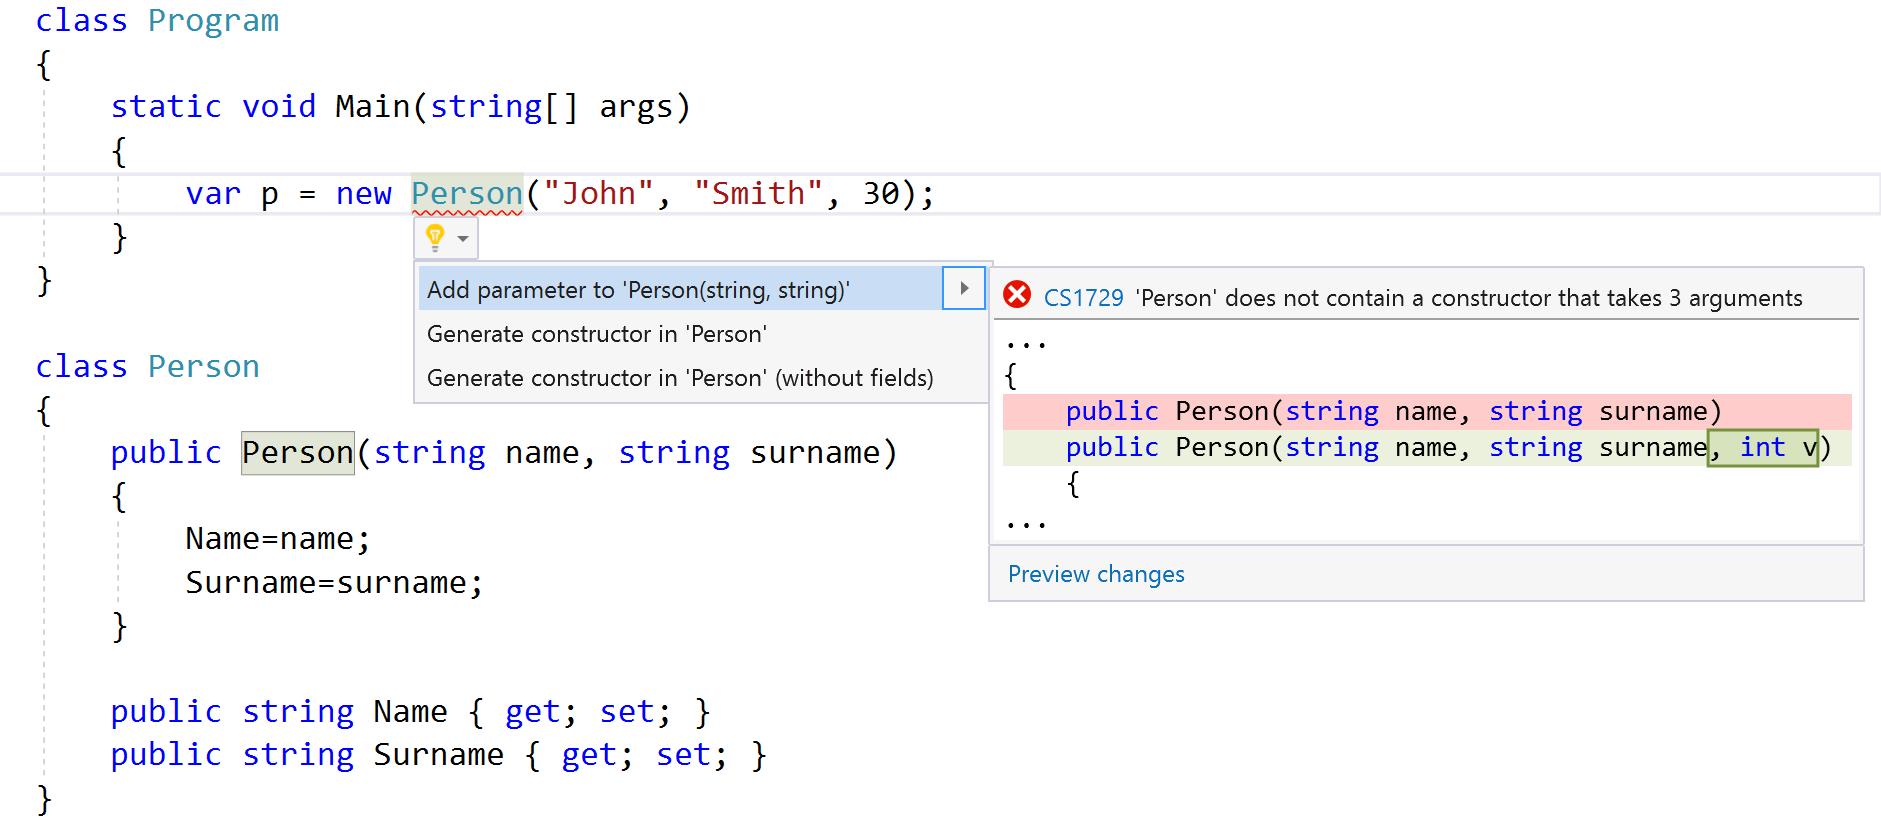 class Program
{
static void Main(string[] args)
{
var p = new Person("John", "Smith", 30);
}
}
Add parameter to 'Person(string, string)'
Generate constructor in 'Person'
Generate constructor in 'Person' (without fields)
CS1729 'Person' does not contain a constructor that takes 3 arguments
...
{
public Person(string name, string surname)
public Person(string name, string surname, int v)
{
...
Preview changes
class Person
{
public Person(string name, string surname)
{
Name=name;
Surname=surname;
}
public string Name { get; set; }
public string Surname { get; set; }
}